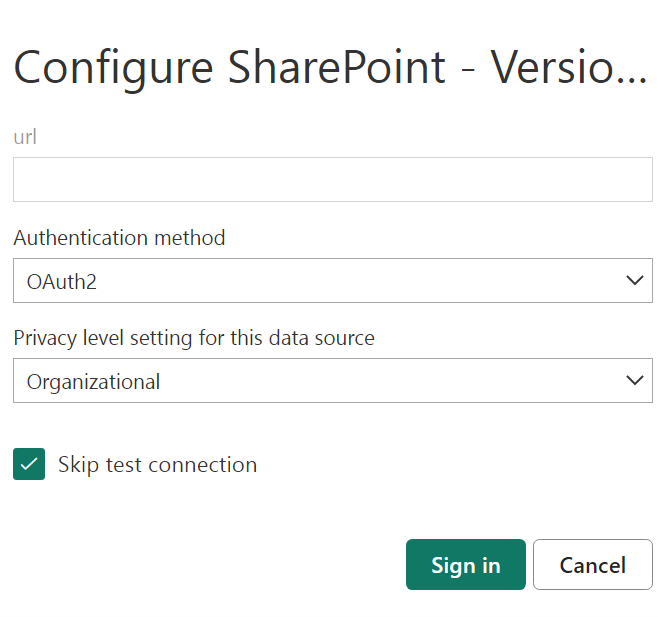 Configure SharePoint - Versio...
url
Authentication method
OAuth2
Privacy level setting for this data source
Organizational
Skip test connection
Sign in
Cancel